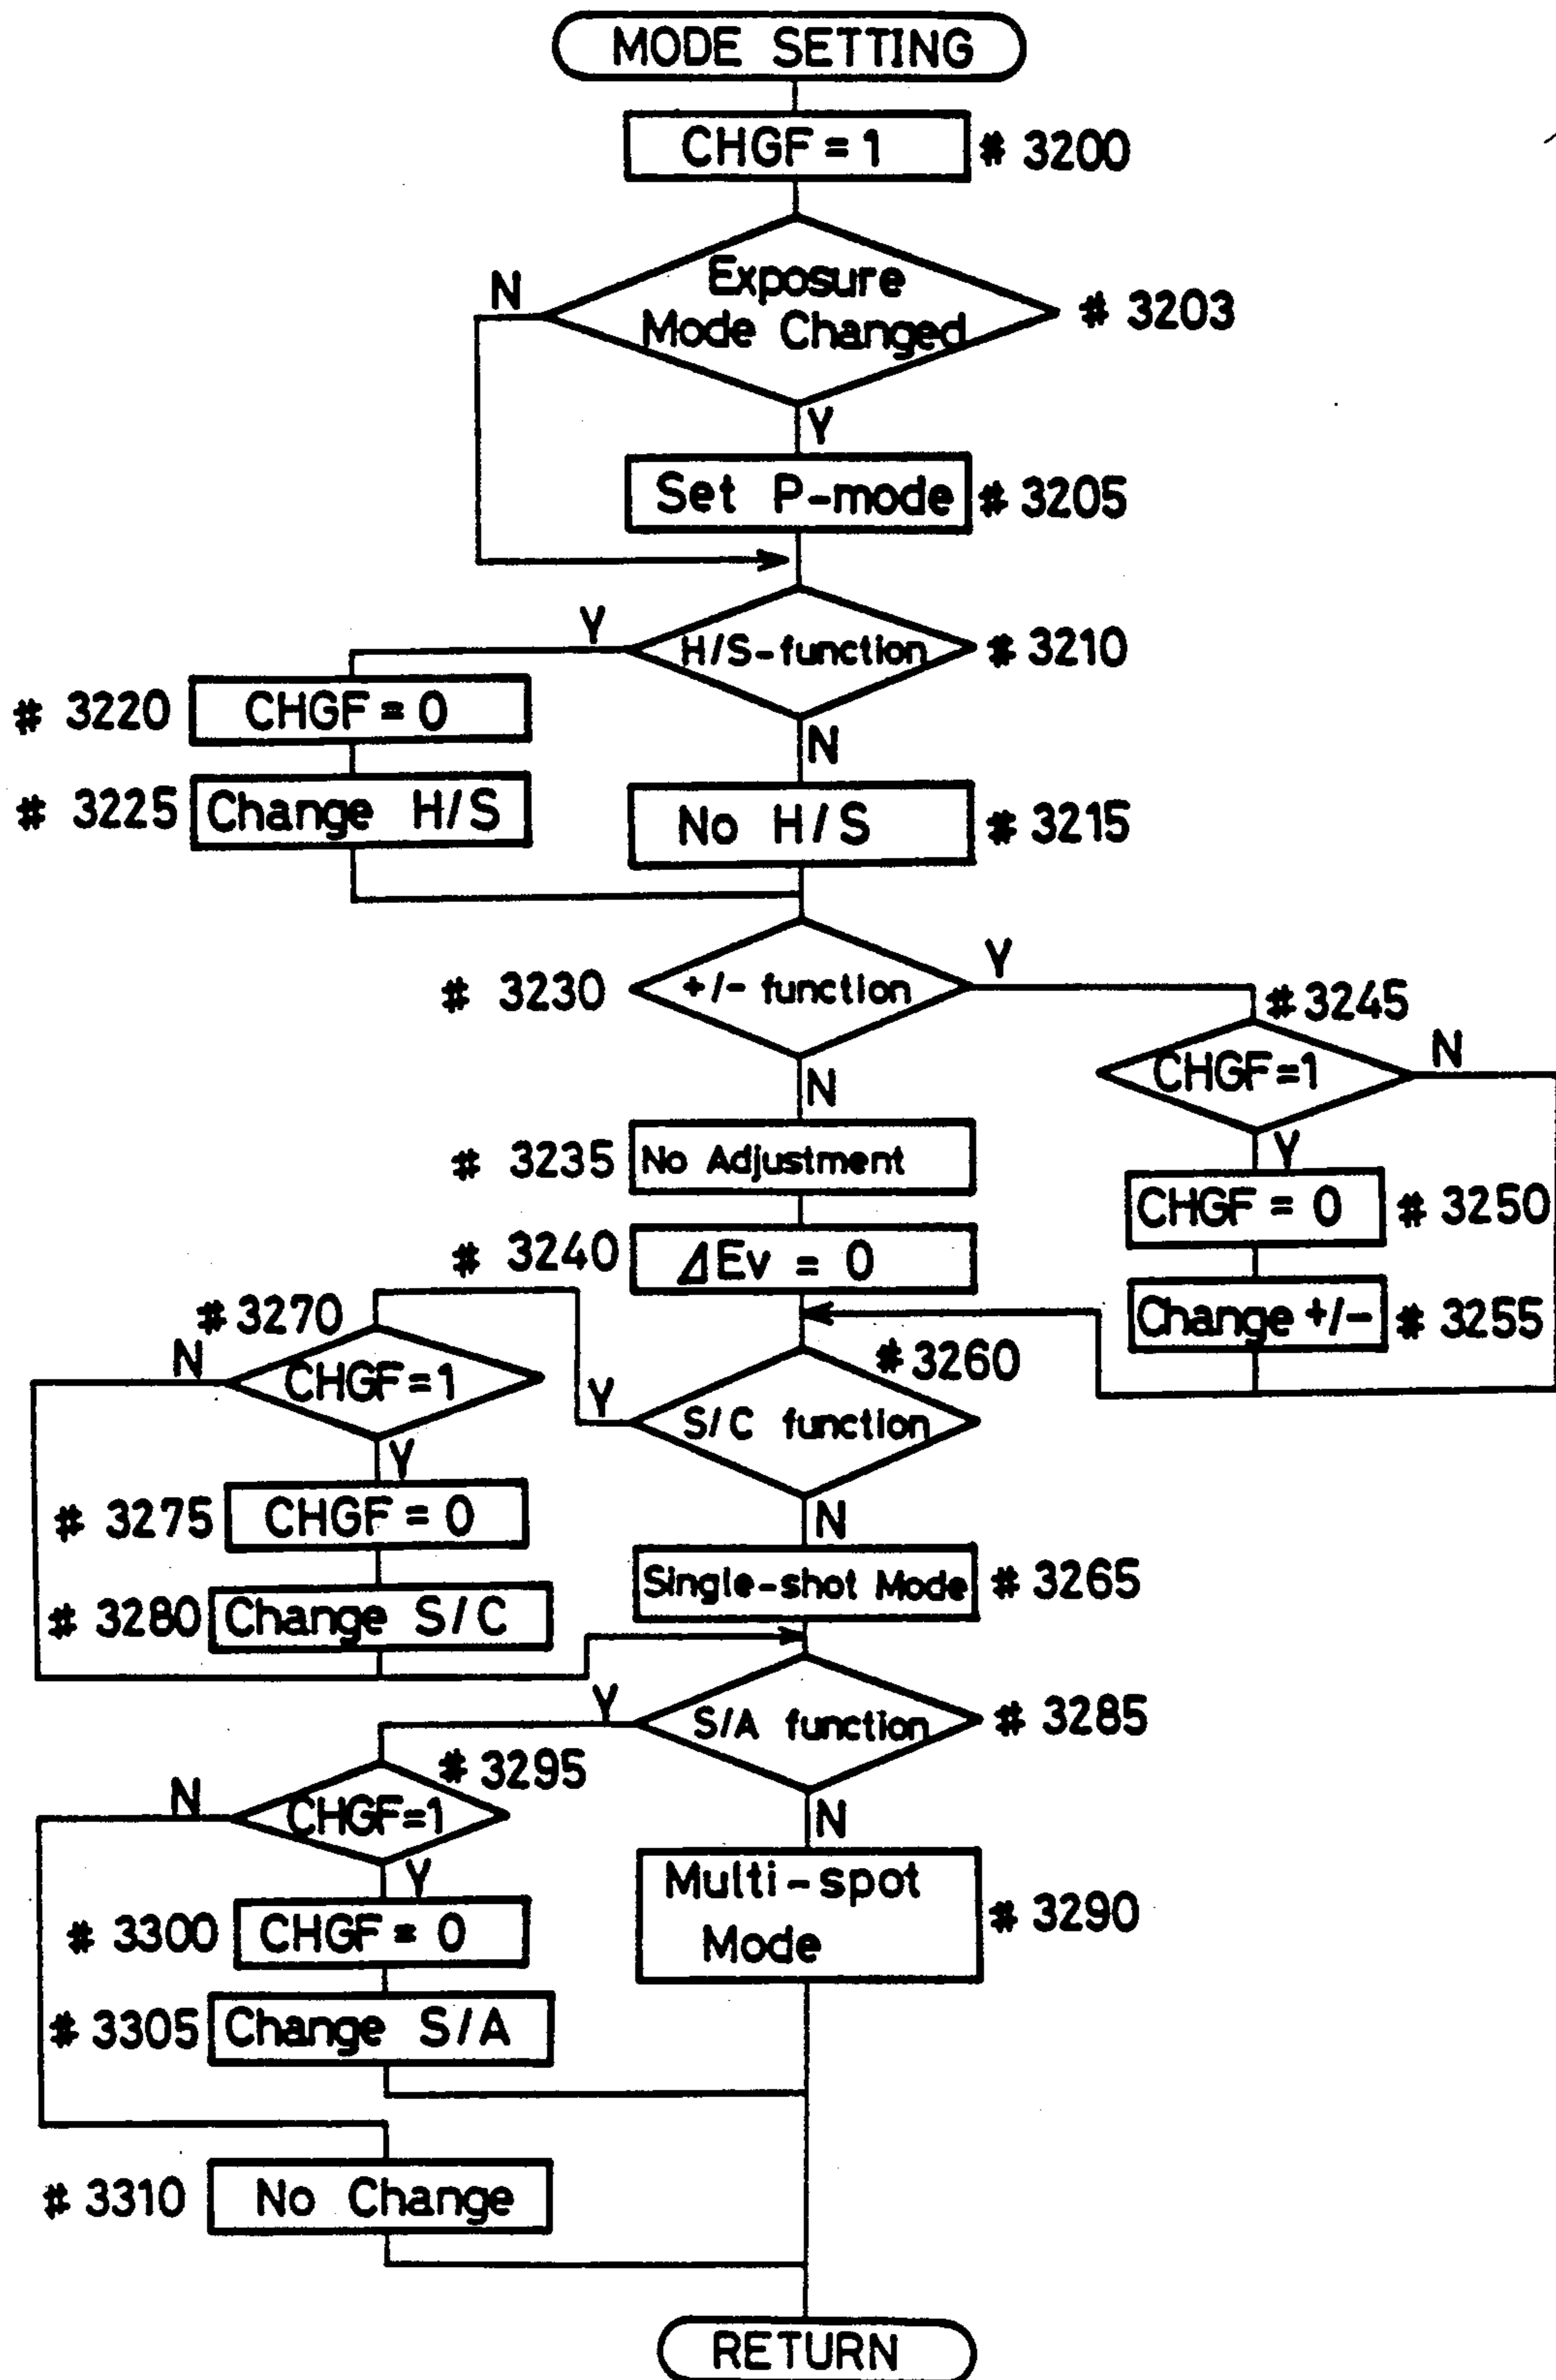 MODE SETTING
CHGF = 1 # 3200
N Exposure
Mode Changed # 3203
Y
Set P-mode # 3205
Y H/S-function # 3210
# 3220 CHGF = 0
N
# 3225 Change H/S
No H/S # 3215
# 3230 +/- function Y
# 3245
CHGF=1 N
N
Y
# 3235 No Adjustment
CHGF = 0 # 3250
# 3240 ΔEv = 0
Change +/- # 3255
# 3270
N CHGF=1
# 3260
Y S/C function
Y
# 3275 CHGF = 0
N
Single-shot Mode # 3265
# 3280 Change S/C
Y S/A function # 3285
# 3295
N CHGF=1
N
Y
Multi-spot
Mode # 3290
# 3300 CHGF = 0
# 3305 Change S/A
# 3310 No Change
RETURN